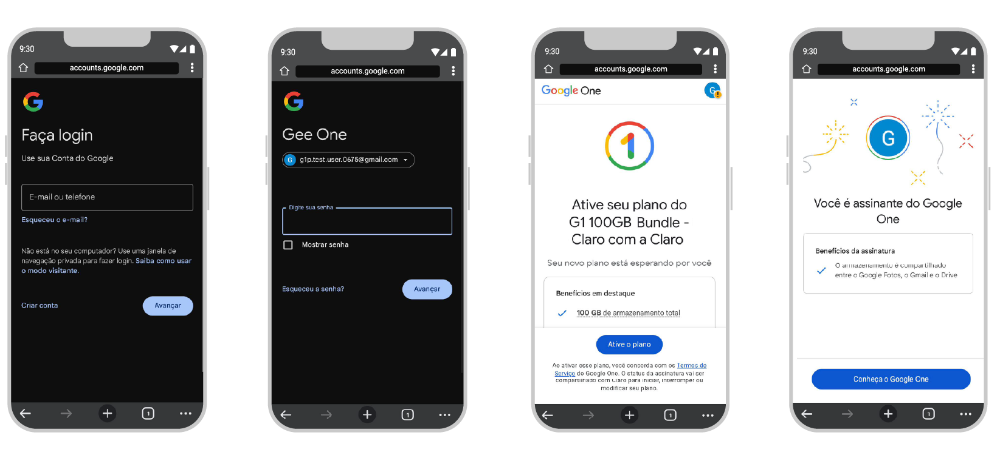 9:30
accounts.google.com
Faça login
Use sua Conta do Google
E-mail ou telefone
Esqueceu o e-mail?
Não está no seu computador? Use uma janela de
navegação privada para fazer login. Saiba como usar
o modo visitante.
Criar conta
Avançar
1
9:30
accounts.google.com
Gee One
G
g1p.test.user.0675@gmail.com
Digite sua senha
Mostrar senha
Esqueceu a senha?
Avançar
1
9:30
accounts.google.com
Google One
G
!
1
Ative seu plano do
G1 100GB Bundle -
Claro com a Claro
Seu novo plano está esperando por você
Benefícios em destaque
100 GB de armazenamento total
Ative o plano
Ao ativar esse plano, você concorda com os Termos de
Serviço do Google One. O status da assinatura vai ser
compartilhado com Claro para iniciar, interromper ou
modificar seu plano.
1
9:30
accounts.google.com
G
Você é assinante do Google
One
Benefícios da assinatura
O armazenamento é compartilhado
entre o Google Fotos, o Gmail e o Drive
Conheça o Google One
1